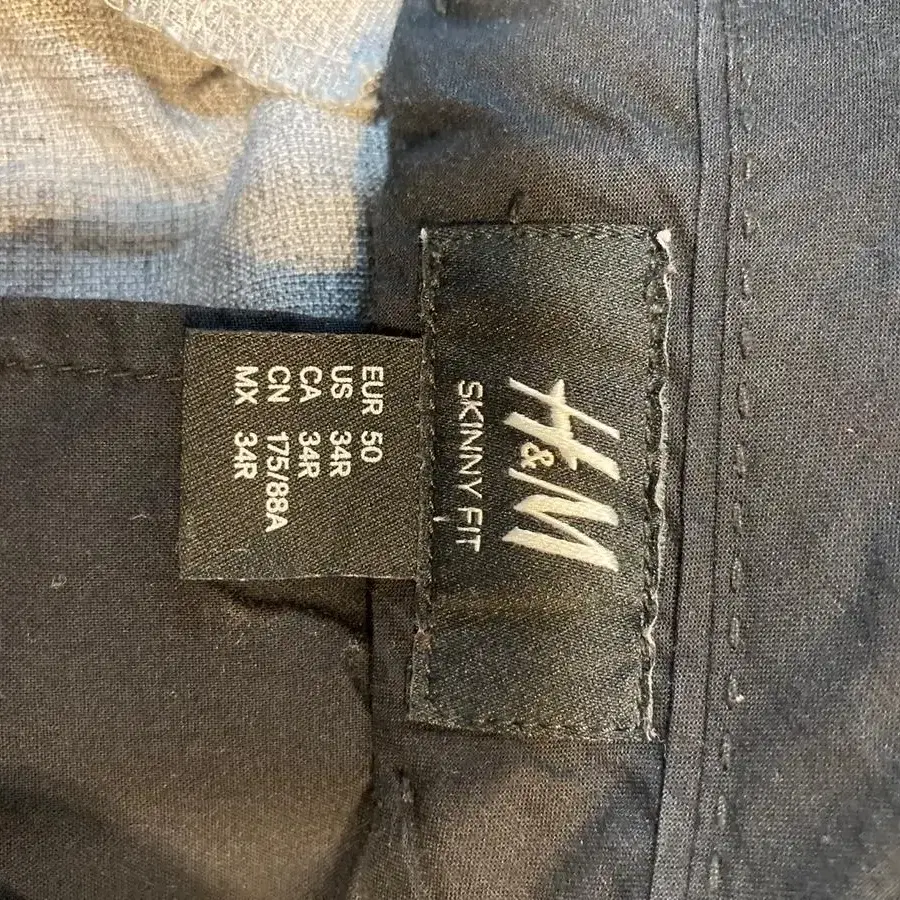 H&M
SKINNY FIT
EUR 50
US 34R
CA 34R
CN 175/88A
MX 34R